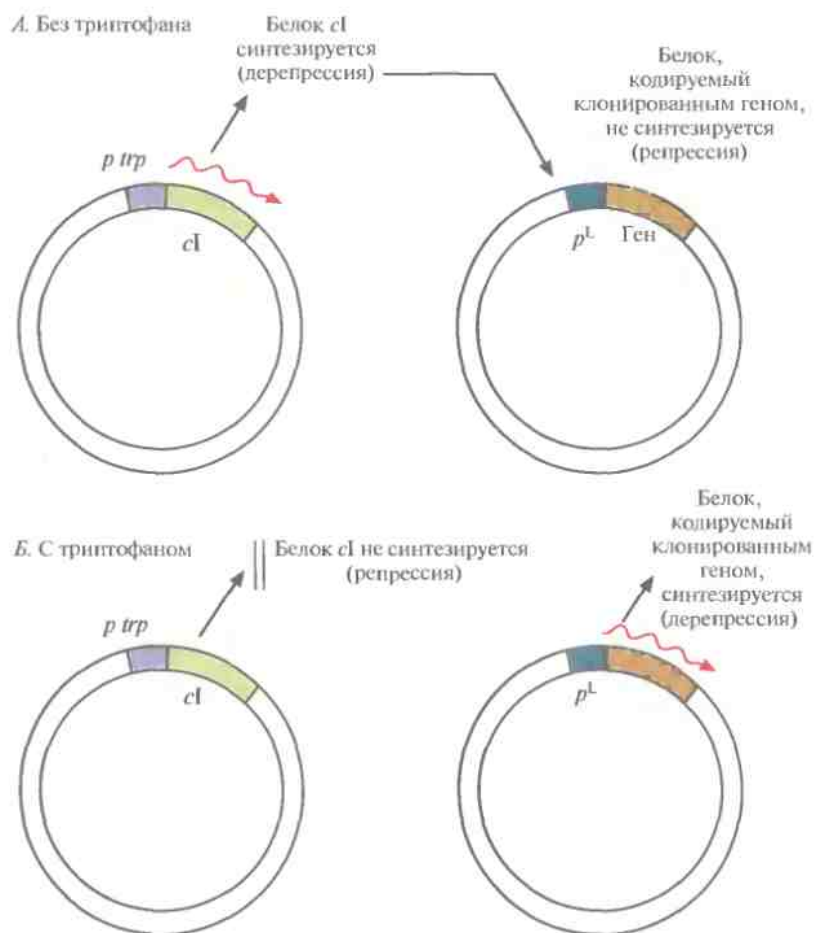 А. Без триптофана
Белок cI
синтезируется
(дерепрессия)
Белок,
кодируемый
клонированным геном,
не синтезируется
(репрессия)
p trp
cI
pL
Ген
Б. С триптофаном
Белок cI не синтезируется
(репрессия)
Белок,
кодируемый
клонированным
геном,
синтезируется
(дерепрессия)
p trp
cI
pL